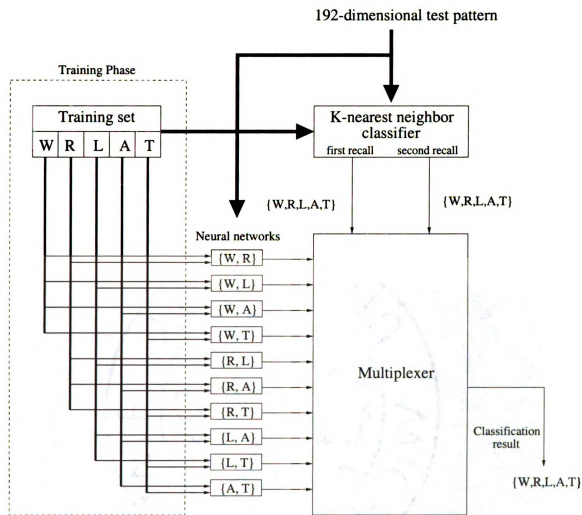 192-dimensional test pattern
Training Phase
Training set
W R L A T
K-nearest neighbor
classifier
first recall second recall
{W,R,L,A,T}
{W,R,L,A,T}
Neural networks
{W, R}
{W, L}
{W, A}
{W, T}
{R, L}
{R, A}
{R, T}
{L, A}
{L, T}
{A, T}
Multiplexer
Classification
result
{W,R,L,A,T}